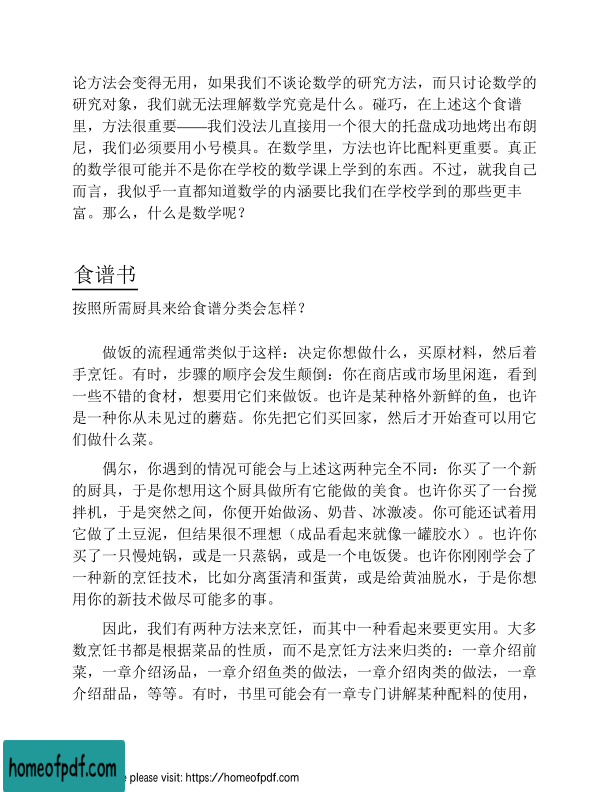 论方法会变得无用，如果我们不谈论数学的研究方法，而只讨论数学的
研究对象，我们就无法理解数学究竟是什么。碰巧，在上述这个食谱
里，方法很重要——我们没法儿直接用一个很大的托盘成功地烤出布朗
尼，我们必须要用小号模具。在数学里，方法也许比配料更重要。真正
的数学很可能并不是你在学校的数学课上学到的东西。不过，就我自己
而言，我似乎一直都知道数学的内涵要比我们在学校学到的那些更丰
富。那么，什么是数学呢？
食谱书
按照所需厨具来给食谱分类会怎样？
做饭的流程通常类似于这样：决定你想做什么，买原材料，然后着
手烹饪。有时，步骤的顺序会发生颠倒：你在商店或市场里闲逛，看到
一些不错的食材，想要用它们来做饭。也许是某种格外新鲜的鱼，也许
是一种你从未见过的蘑菇。你先把它们买回家，然后才开始查可以用它
们做什么菜。
偶尔，你遇到的情况可能会与上述这两种完全不同：你买了一个新
的厨具，于是你想用这个厨具做所有它能做的美食。也许你买了一台搅
拌机，于是突然之间，你便开始做汤、奶昔、冰激凌。你可能还试着用
它做了土豆泥，但结果很不理想（成品看起来就像一罐胶水）。也许你
买了一只慢炖锅，或是一只蒸锅，或是一个电饭煲。也许你刚刚学会了
一种新的烹饪技术，比如分离蛋清和蛋黄，或是给黄油脱水，于是你想
用你的新技术做尽可能多的事。
因此，我们有两种方法来烹饪，而其中一种看起来要更实用。大多
数烹饪书都是根据菜品的性质，而不是烹饪方法来归类的：一章介绍前
菜，一章介绍汤品，一章介绍鱼类的做法，一章介绍肉类的做法，一章
介绍甜品，等等。有时，书里可能会有一章专门讲解某种配料的使用，
homeofpdf.com
please visit: https://homeofpdf.com